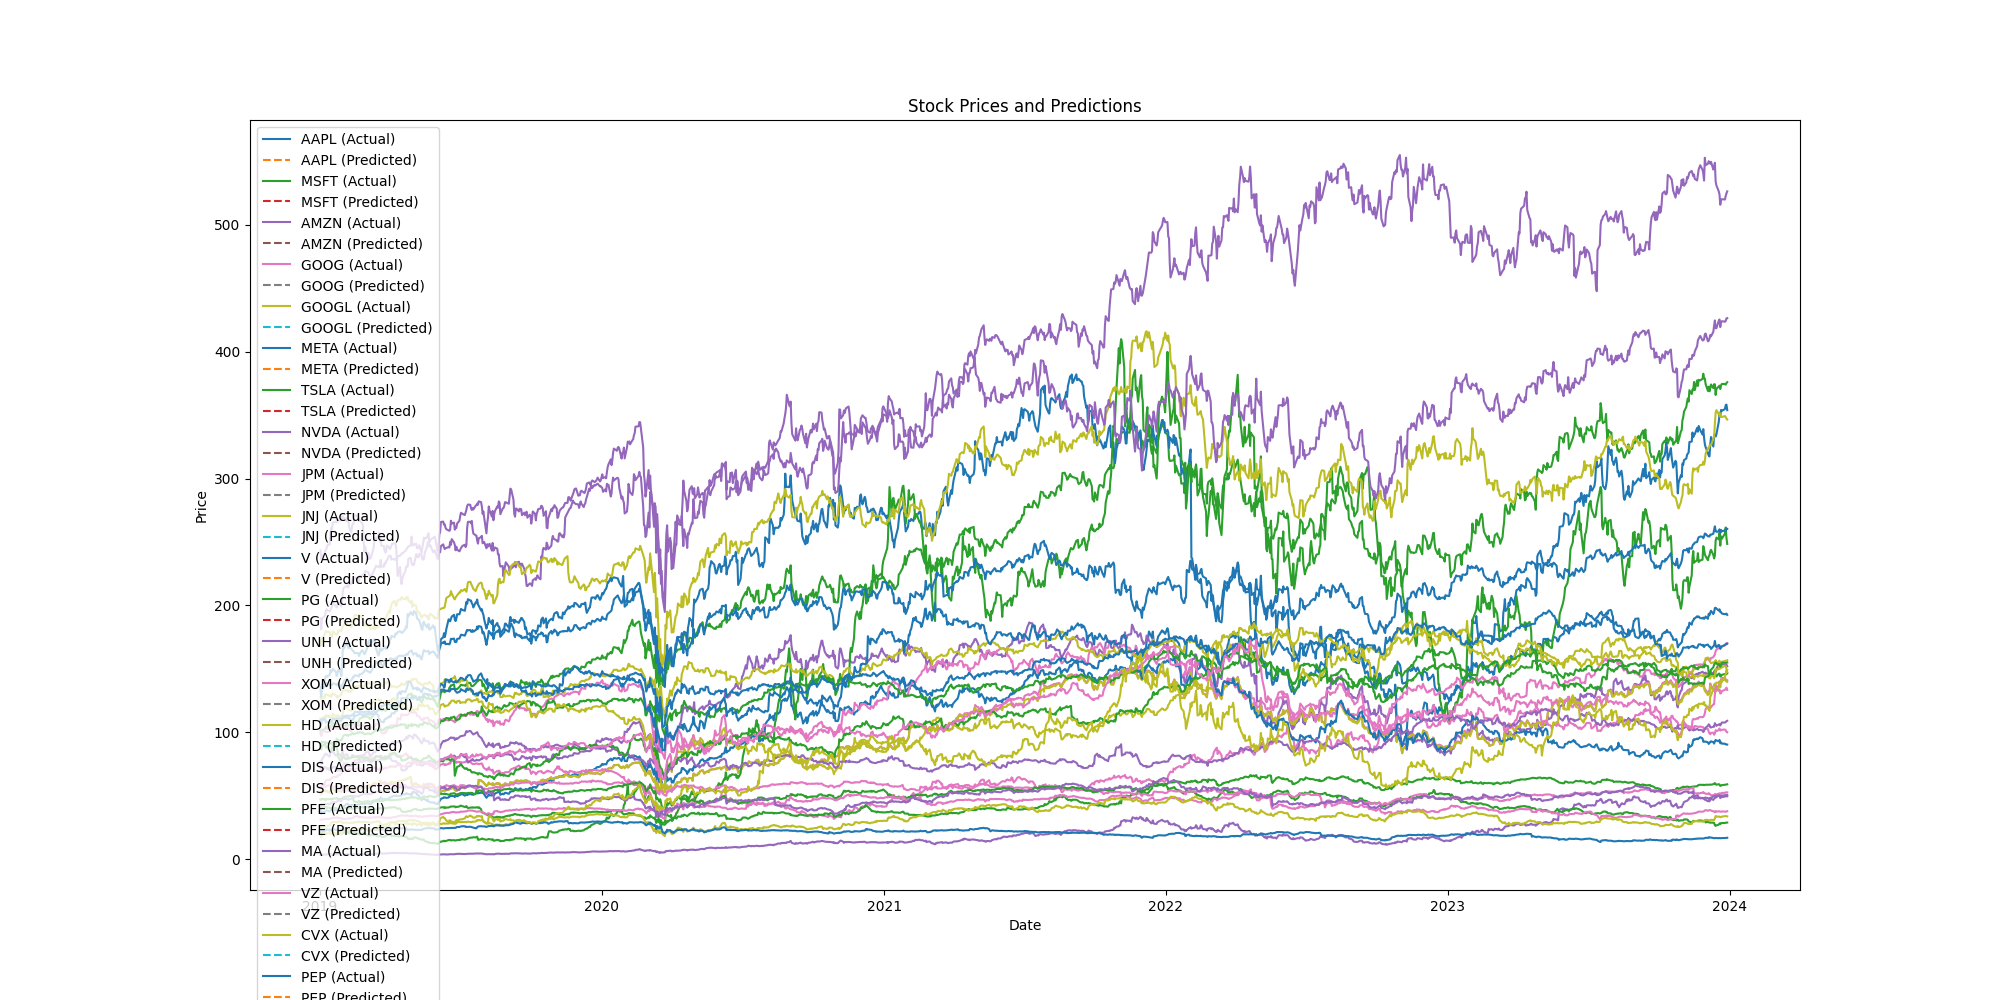 Stock Prices and Predictions
AAPL (Actual)
AAPL (Predicted)
MSFT (Actual)
MSFT (Predicted)
AMZN (Actual)
AMZN (Predicted)
GOOG (Actual)
GOOG (Predicted)
GOOGL (Actual)
GOOGL (Predicted)
META (Actual)
META (Predicted)
TSLA (Actual)
TSLA (Predicted)
NVDA (Actual)
NVDA (Predicted)
JPM (Actual)
JPM (Predicted)
JNJ (Actual)
JNJ (Predicted)
V (Actual)
V (Predicted)
PG (Actual)
PG (Predicted)
UNH (Actual)
UNH (Predicted)
XOM (Actual)
XOM (Predicted)
HD (Actual)
HD (Predicted)
DIS (Actual)
DIS (Predicted)
PFE (Actual)
PFE (Predicted)
MA (Actual)
MA (Predicted)
VZ (Actual)
VZ (Predicted)
CVX (Actual)
CVX (Predicted)
PEP (Actual)
PEP (Predicted)
500
400
300
200
100
0
Price
2019
2020
2021
2022
2023
2024
Date